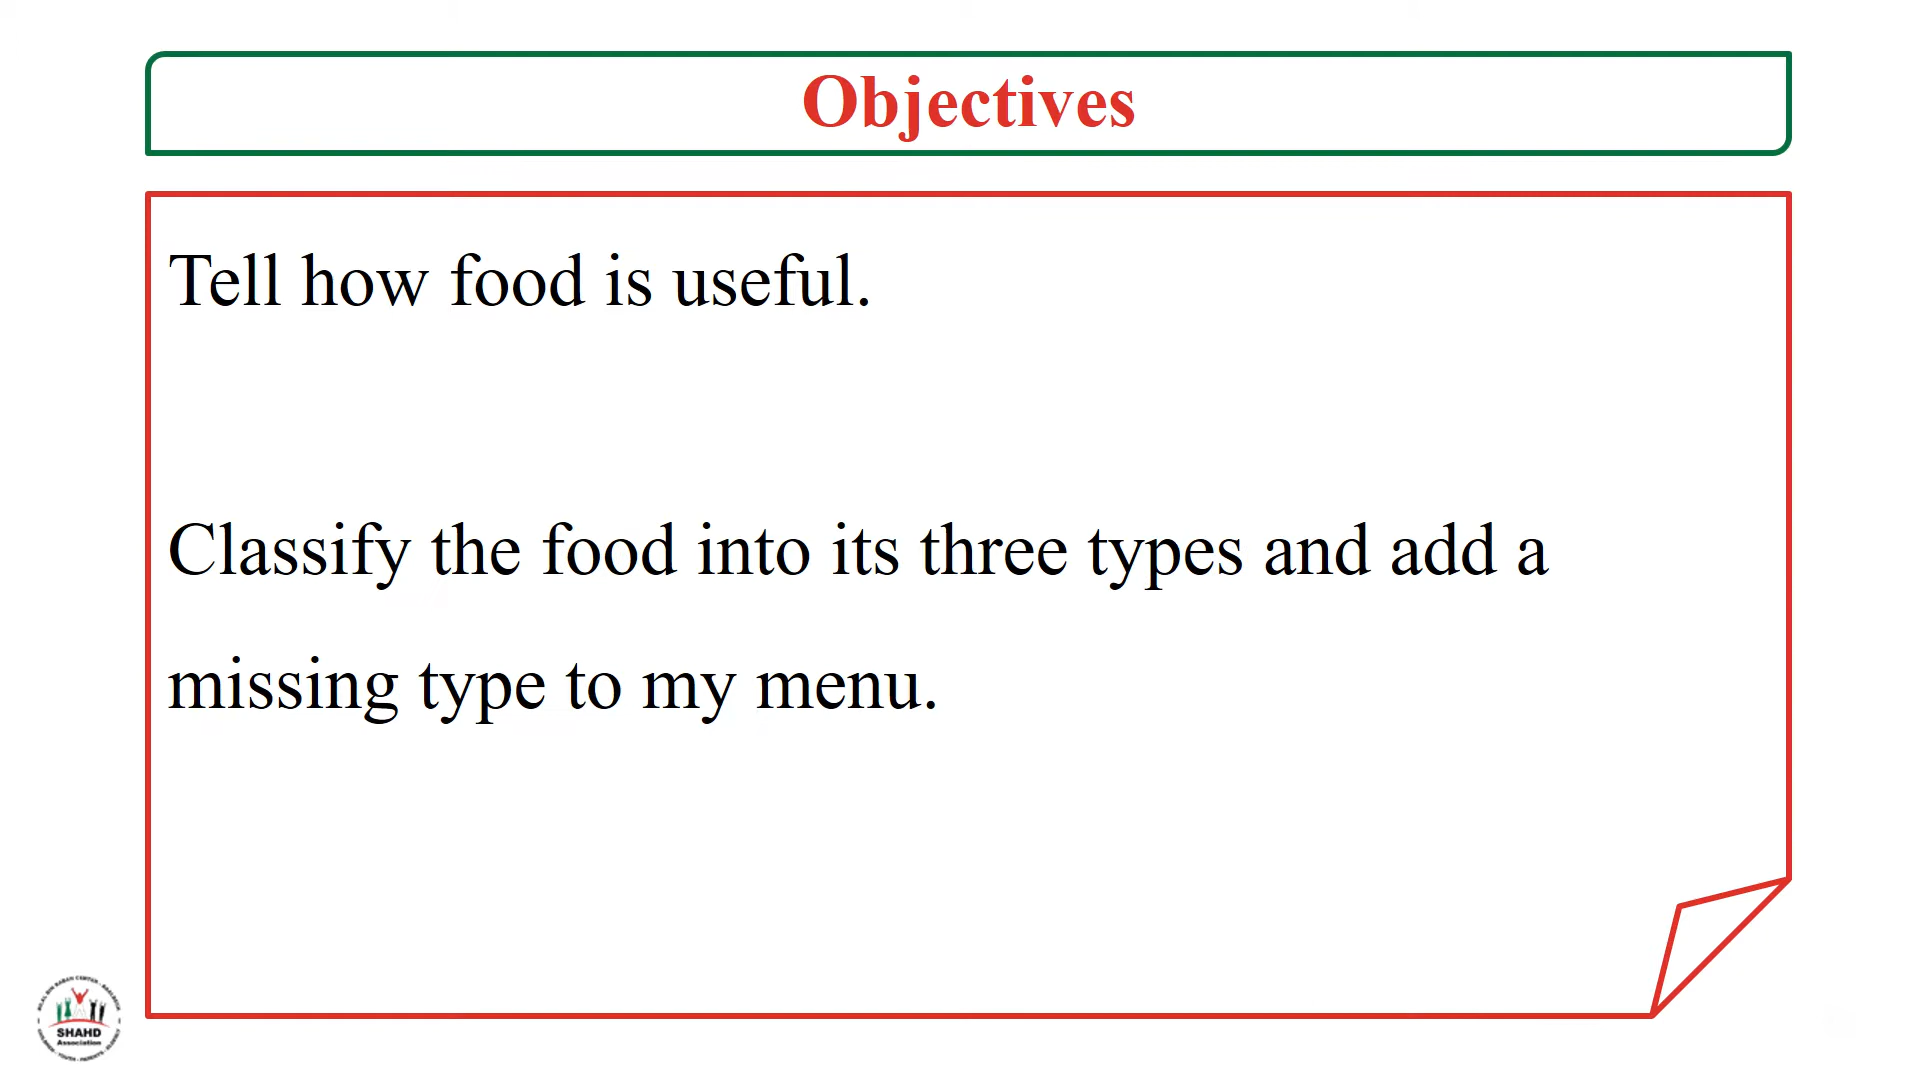 Objectives
Tell how food is useful.
Classify the food into its three types and add a
missing type to my menu.
SHAHD
Association